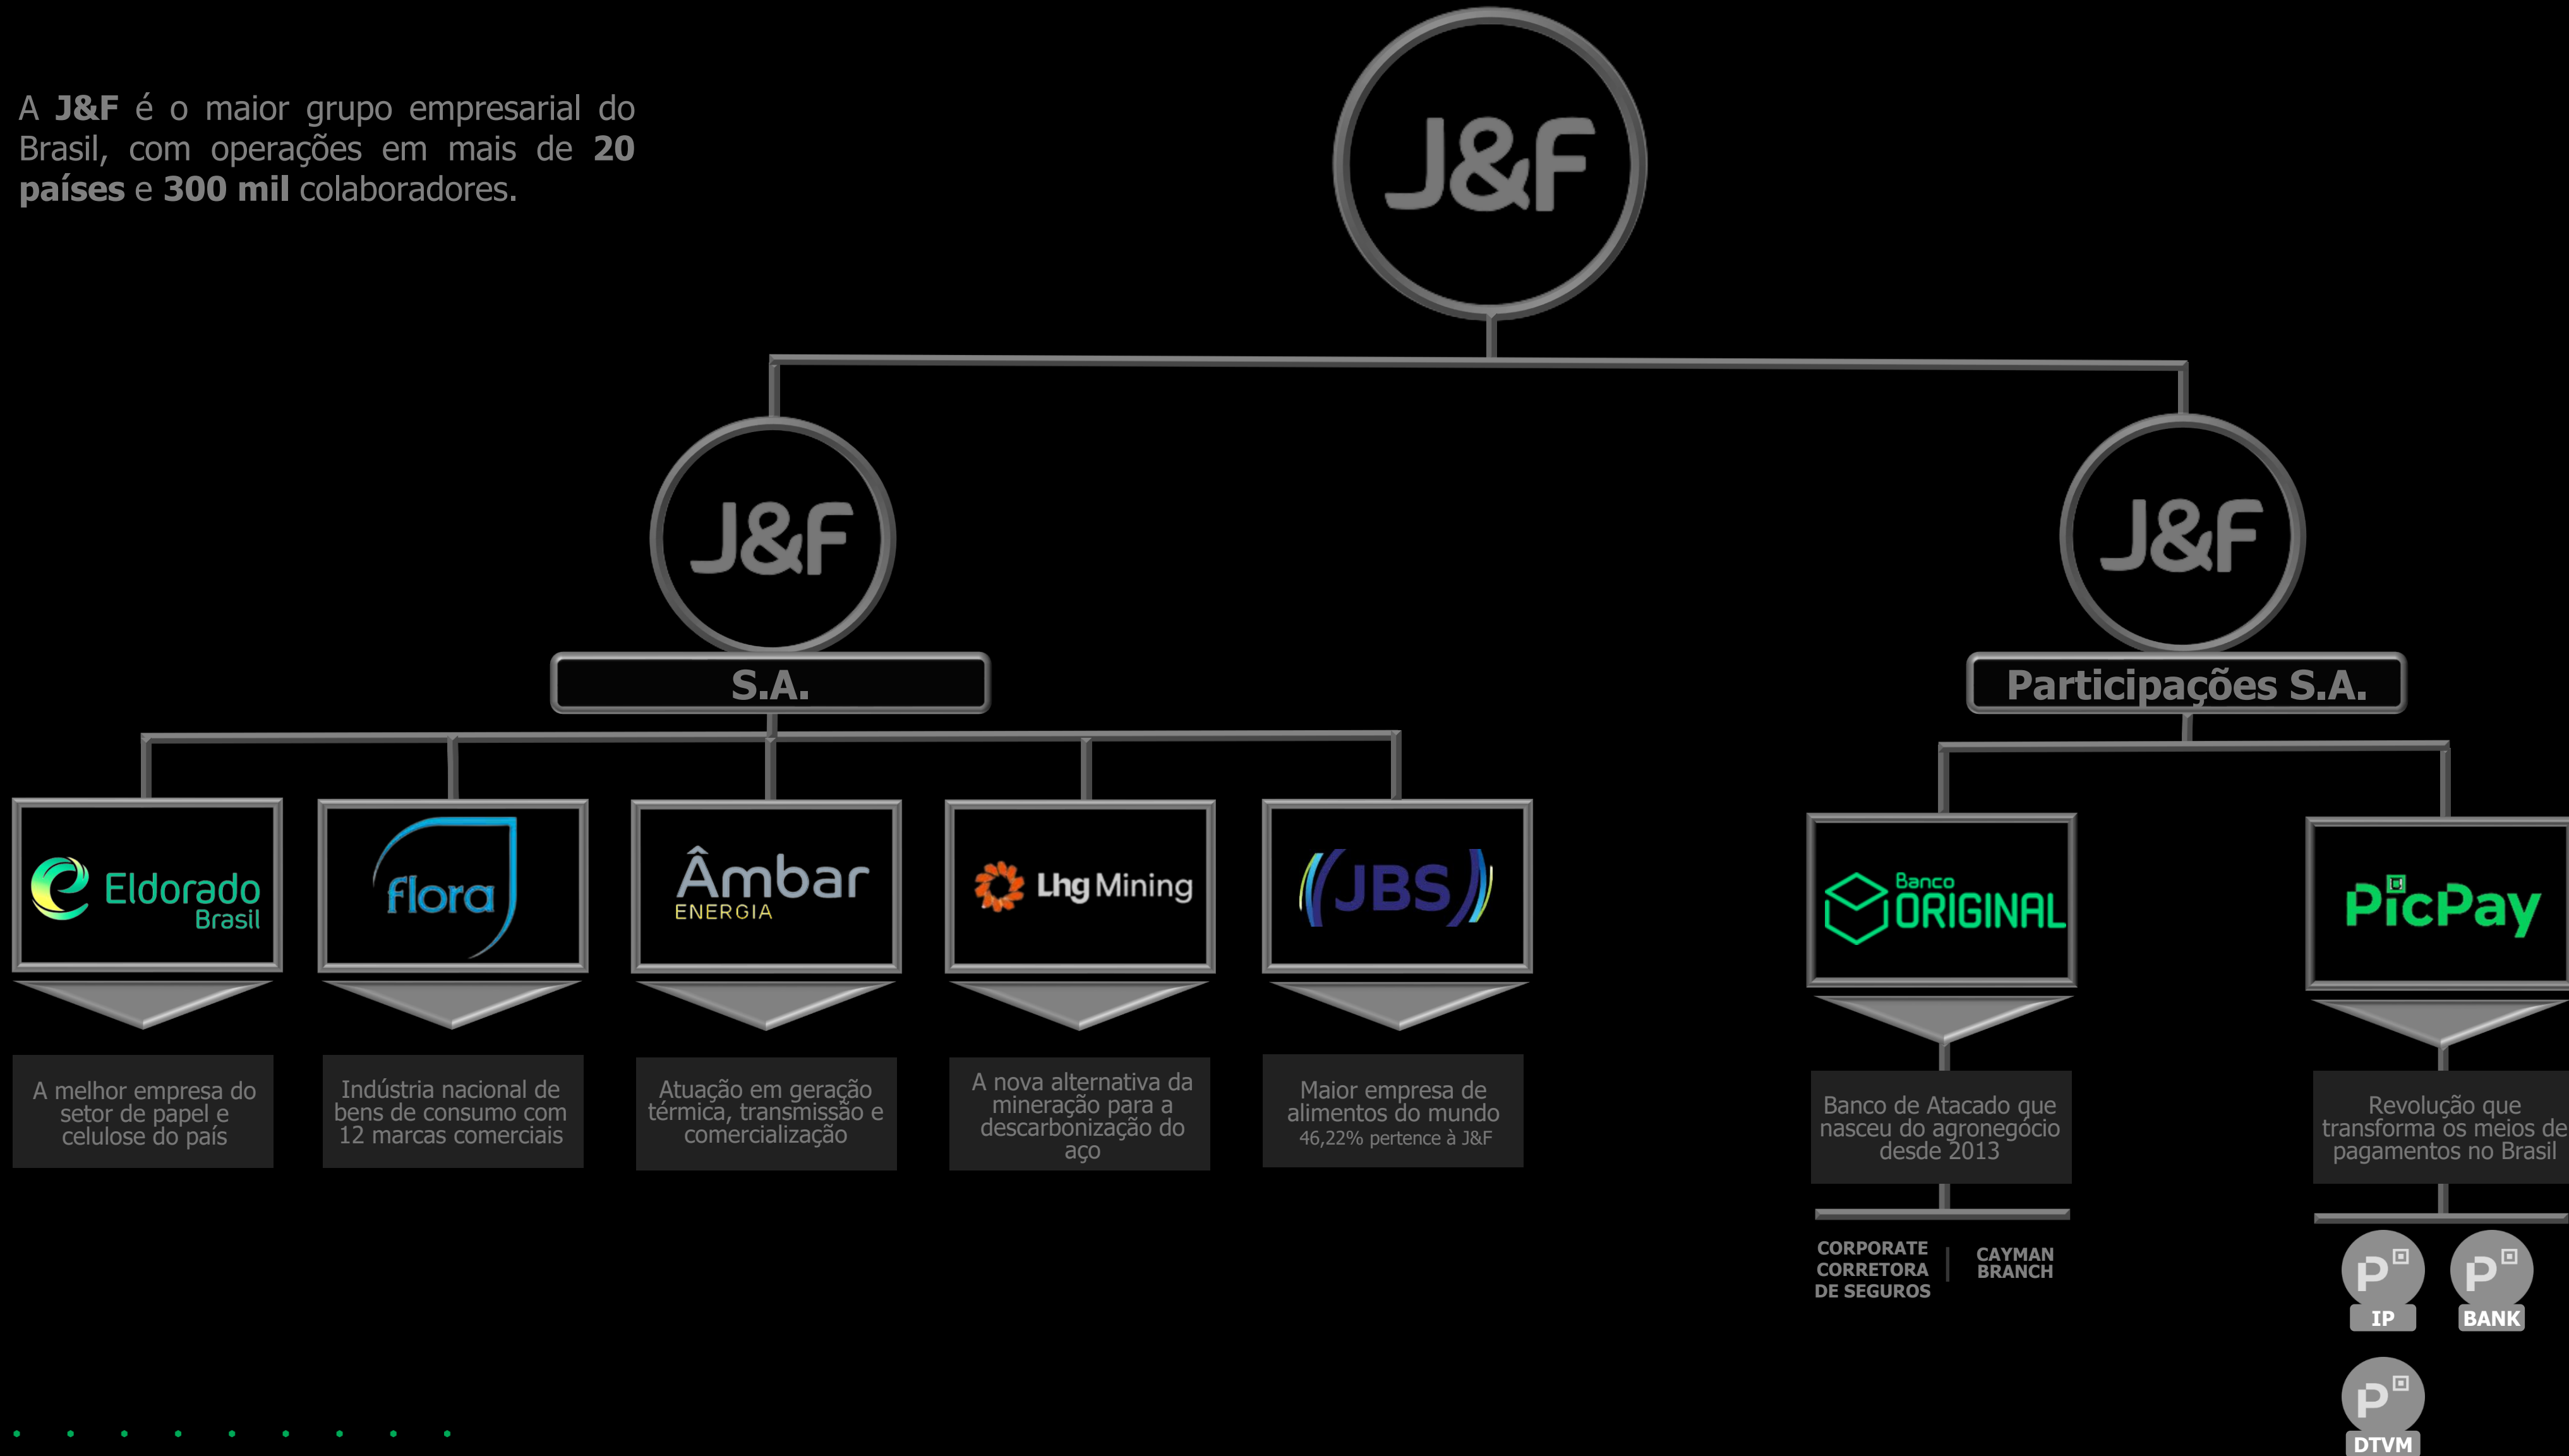 A J&F é o maior grupo empresarial do
Brasil, com operações em mais de 20
países e 300 mil colaboradores.
J&F
J&F
S.A.
J&F
Participações S.A.
Eldorado
Brasil
flora
Âmbar
ENERGIA
Lhg Mining
JBS
Banco
ORIGINAL
PicPay
A melhor empresa do
setor de papel e
celulose do país
Indústria nacional de
bens de consumo com
12 marcas comerciais
Atuação em geração
térmica, transmissão e
comercialização
A nova alternativa da
mineração para a
descarbonização do
aço
Maior empresa de
alimentos do mundo
46,22% pertence à J&F
Banco de Atacado que
nasceu do agronegócio
desde 2013
Revolução que
transforma os meios de
pagamentos no Brasil
CORPORATE
CORRETORA
DE SEGUROS
CAYMAN
BRANCH
P
IP
P
BANK
P
DTVM